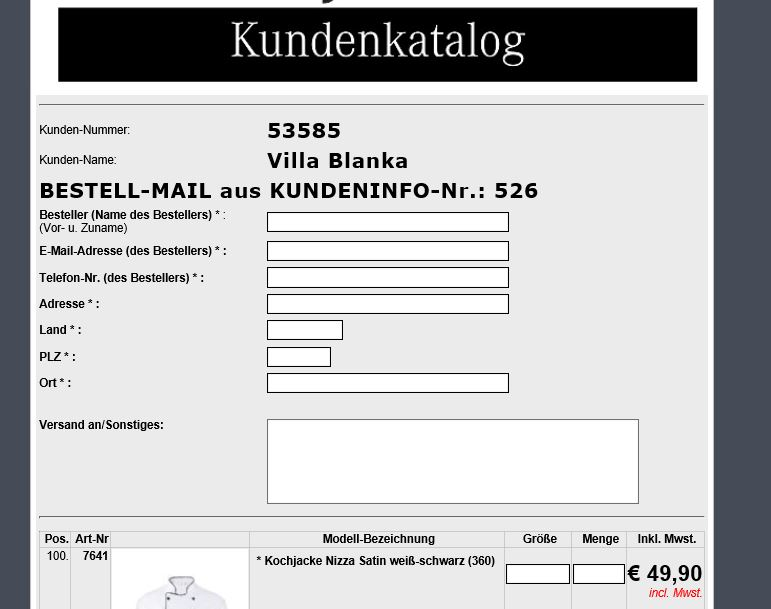 Kundenkatalog
Kunden-Nummer: 53585
Kunden-Name: Villa Blanka
BESTELL-MAIL aus KUNDENINFO-Nr.: 526
Besteller (Name des Bestellers) * :
(Vor- u. Zuname)
E-Mail-Adresse (des Bestellers) * :
Telefon-Nr. (des Bestellers) * :
Adresse * :
Land * :
PLZ * :
Ort * :
Versand an/Sonstiges:
Pos. Art-Nr Modell-Bezeichnung Größe Menge Inkl. Mwst.
100. 7641 * Kochjacke Nizza Satin weiß-schwarz (360)
€ 49,90
incl. Mwst.